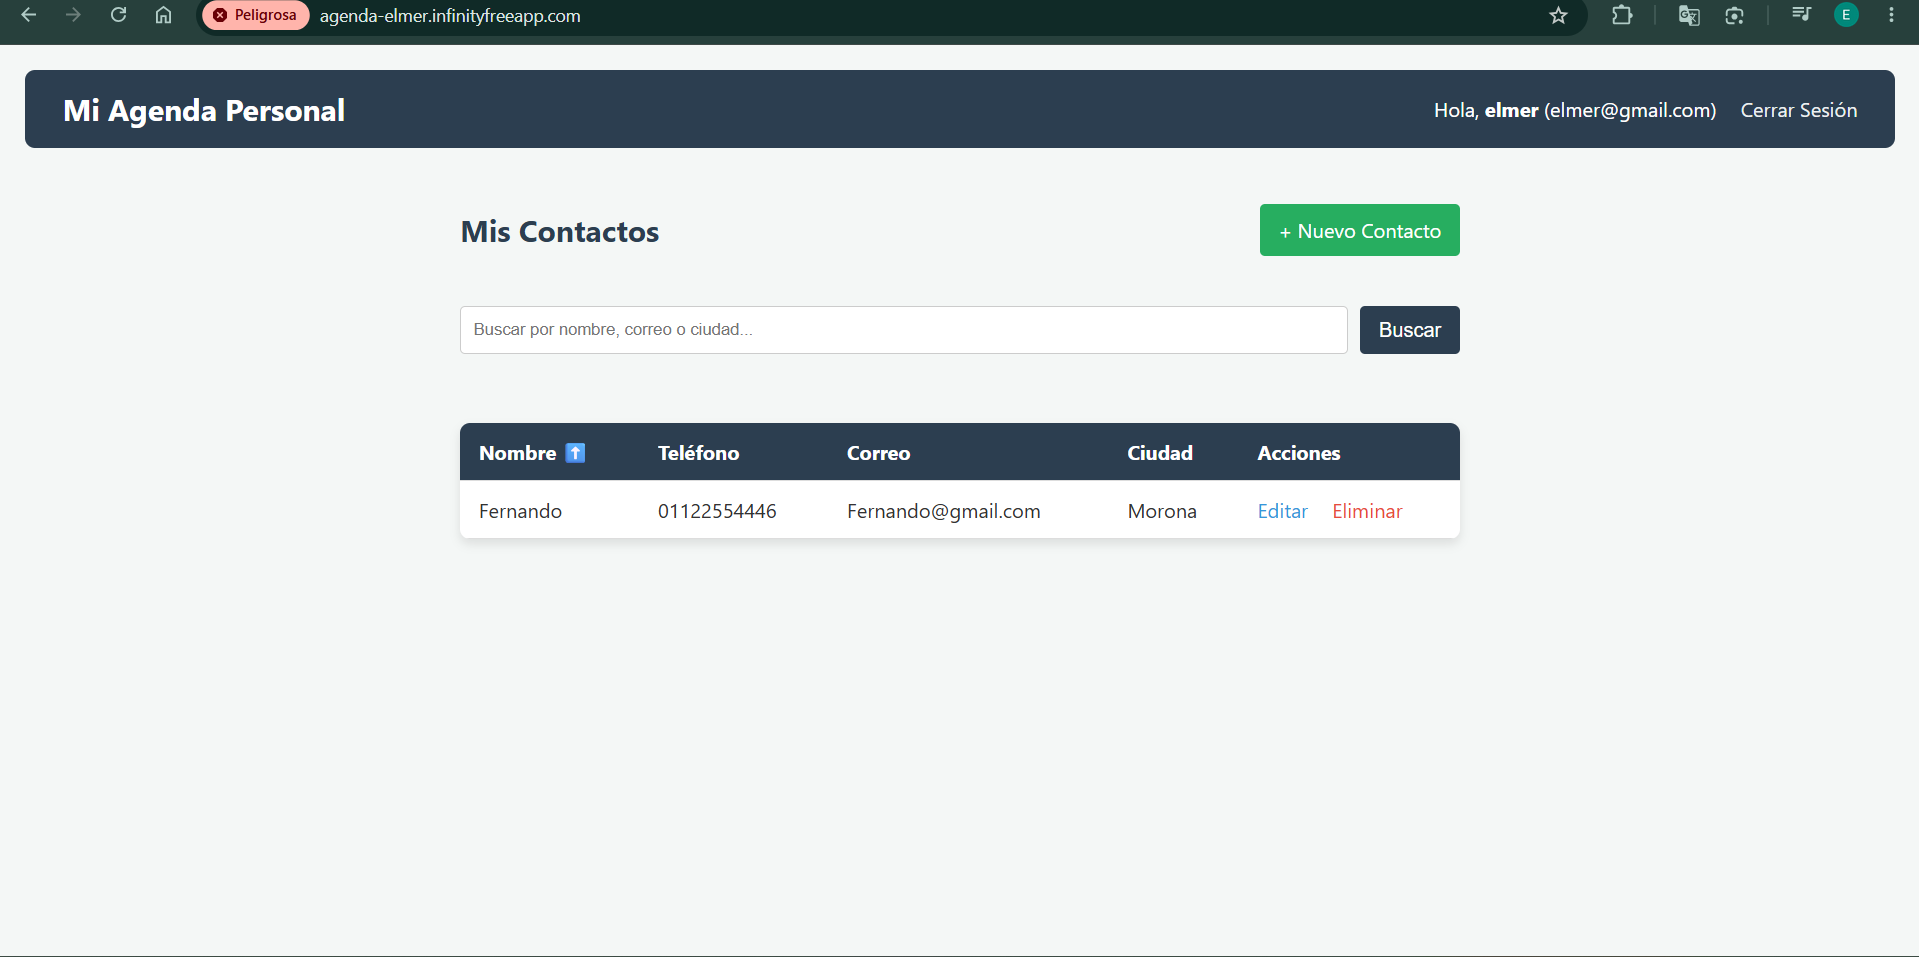 Peligrosa agenda-elmer.infinityfreeapp.com E
Mi Agenda Personal Hola, elmer (elmer@gmail.com) Cerrar Sesión
Mis Contactos + Nuevo Contacto
Buscar por nombre, correo o ciudad... Buscar
Nombre ⬆ Teléfono Correo Ciudad Acciones
Fernando 01122554446 Fernando@gmail.com Morona Editar Eliminar